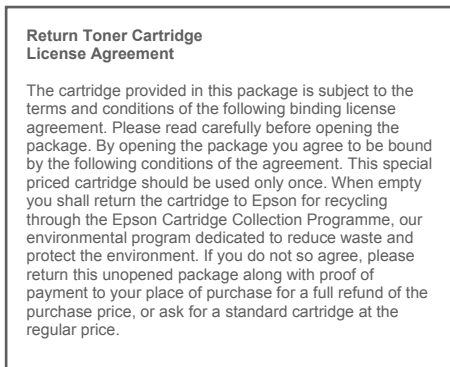 Return Toner Cartridge
License Agreement
The cartridge provided in this package is subject to the
terms and conditions of the following binding license
agreement. Please read carefully before opening the
package. By opening the package you agree to be bound
by the following conditions of the agreement. This special
priced cartridge should be used only once. When empty
you shall return the cartridge to Epson for recycling
through the Epson Cartridge Collection Programme, our
environmental program dedicated to reduce waste and
protect the environment. If you do not so agree, please
return this unopened package along with proof of
payment to your place of purchase for a full refund of the
purchase price, or ask for a standard cartridge at the
regular price.